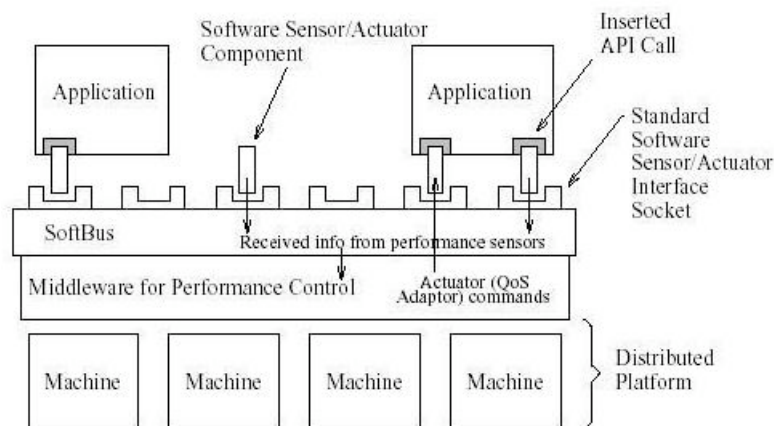 Software Sensor/Actuator
Component
Inserted
API Call
Application
Application
Standard
Software
Sensor/Actuator
Interface
Socket
SoftBus
Received info from performance sensors
Middleware for Performance Control
Actuator (QoS
Adaptor) commands
Machine
Machine
Machine
Machine
Distributed
Platform